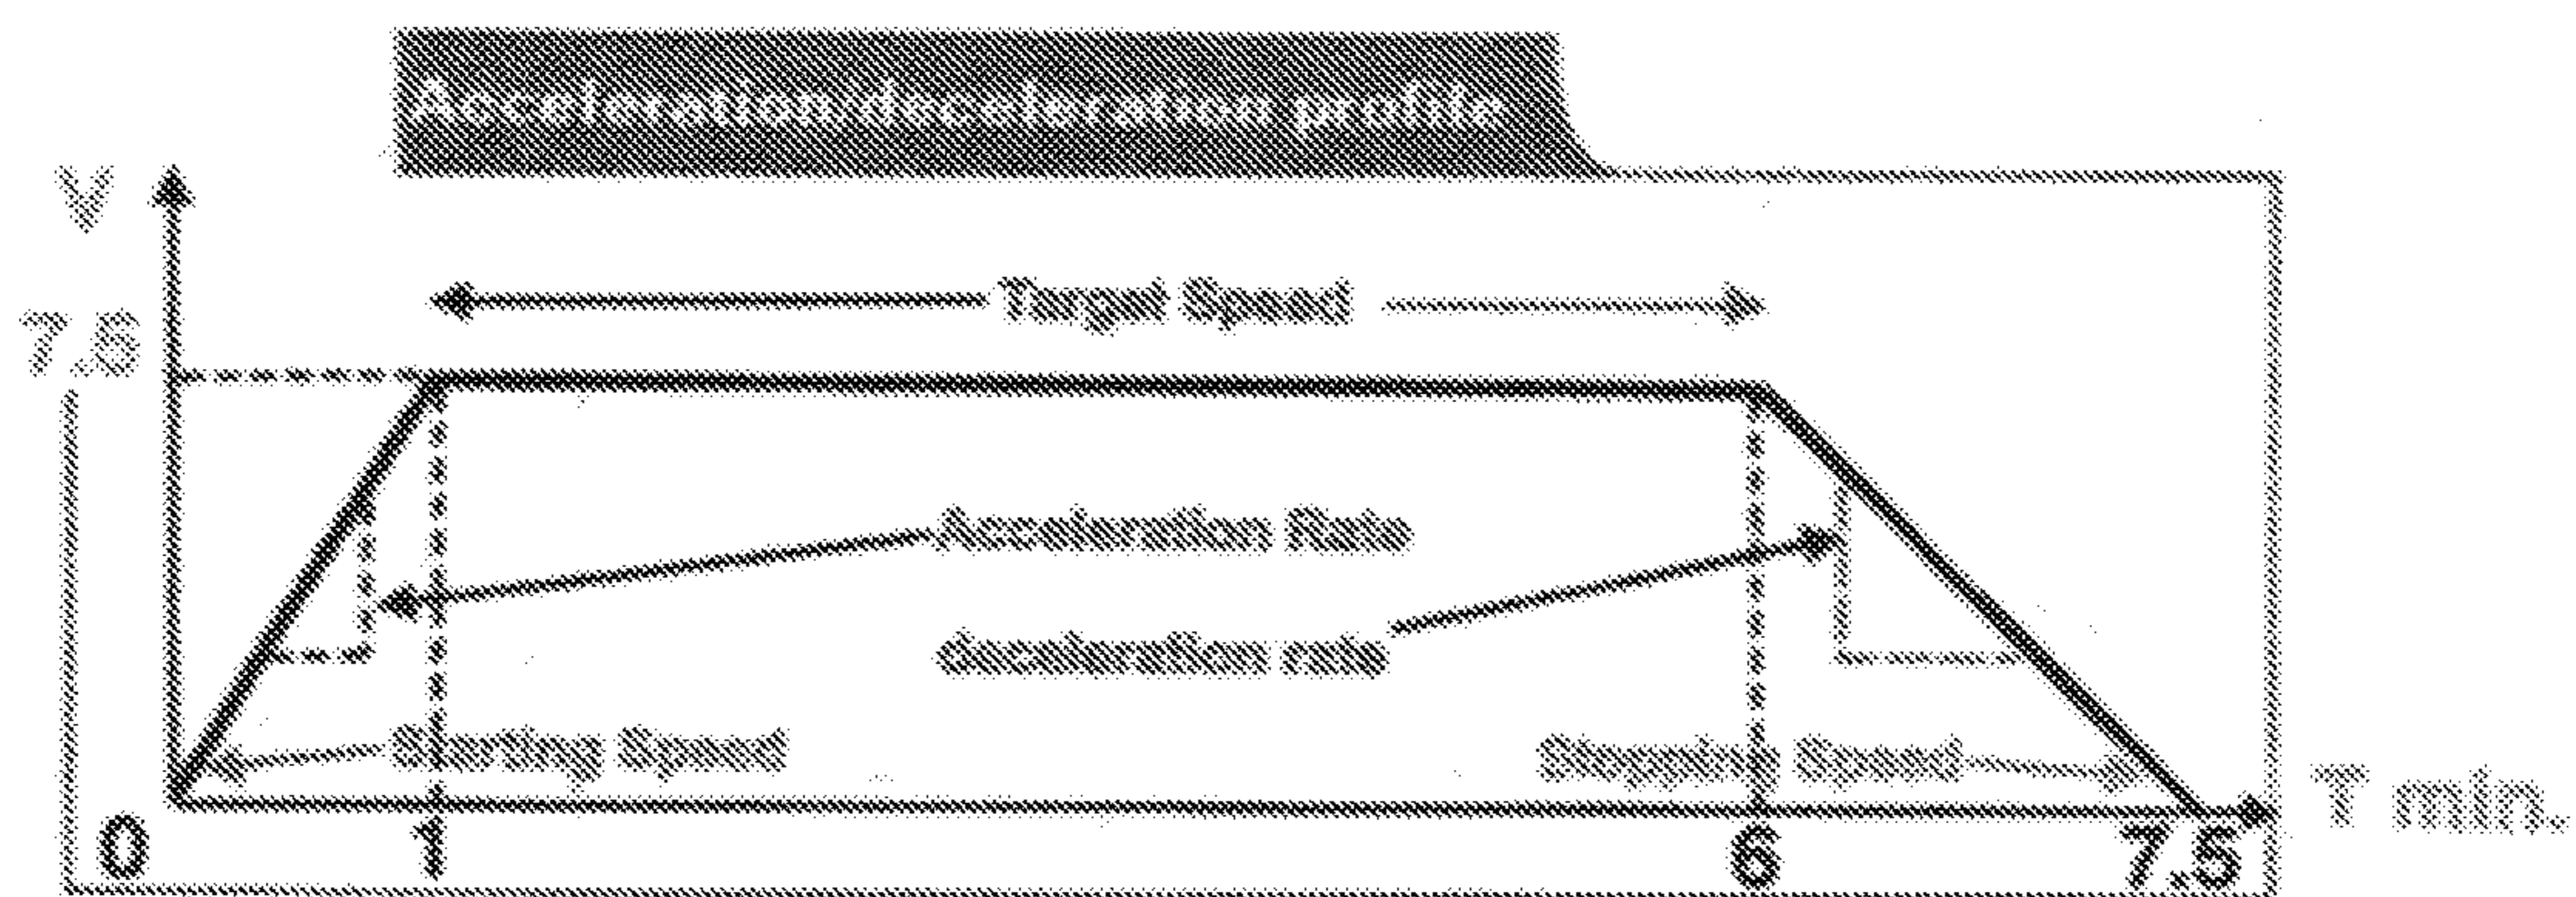 Acceleration/deceleration profile
V
Target Speed
7.5
Acceleration Rate
deceleration rate
Starting Speed
Stopping Speed
T min.
0
1
6
7.5